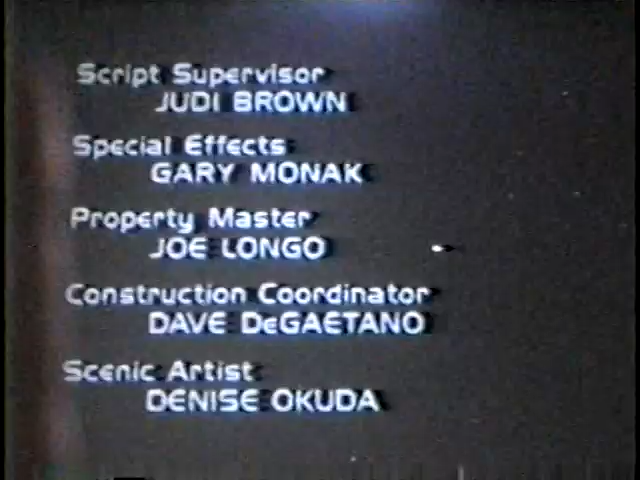 Script Supervisor
JUDI BROWN
Special Effects
GARY MONAK
Property Master
JOE LONGO
Construction Coordinator
DAVE DeGAETANO
Scenic Artist
DENISE OKUDA